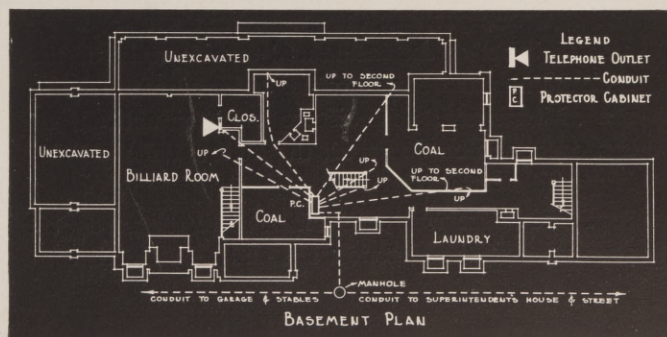 UNEXCAVATED
LEGEND
TELEPHONE OUTLET
CONDUIT
P.C. PROTECTOR CABINET
UP
UP TO SECOND
FLOOR
CLOS.
UNEXCAVATED
BILLIARD ROOM
UP
COAL
UP
UP TO SECOND
FLOOR
UP
UP
P.C.
COAL
LAUNDRY
MANHOLE
CONDUIT TO GARAGE & STABLES
CONDUIT TO SUPERINTENDENT'S HOUSE & STREET
BASEMENT PLAN